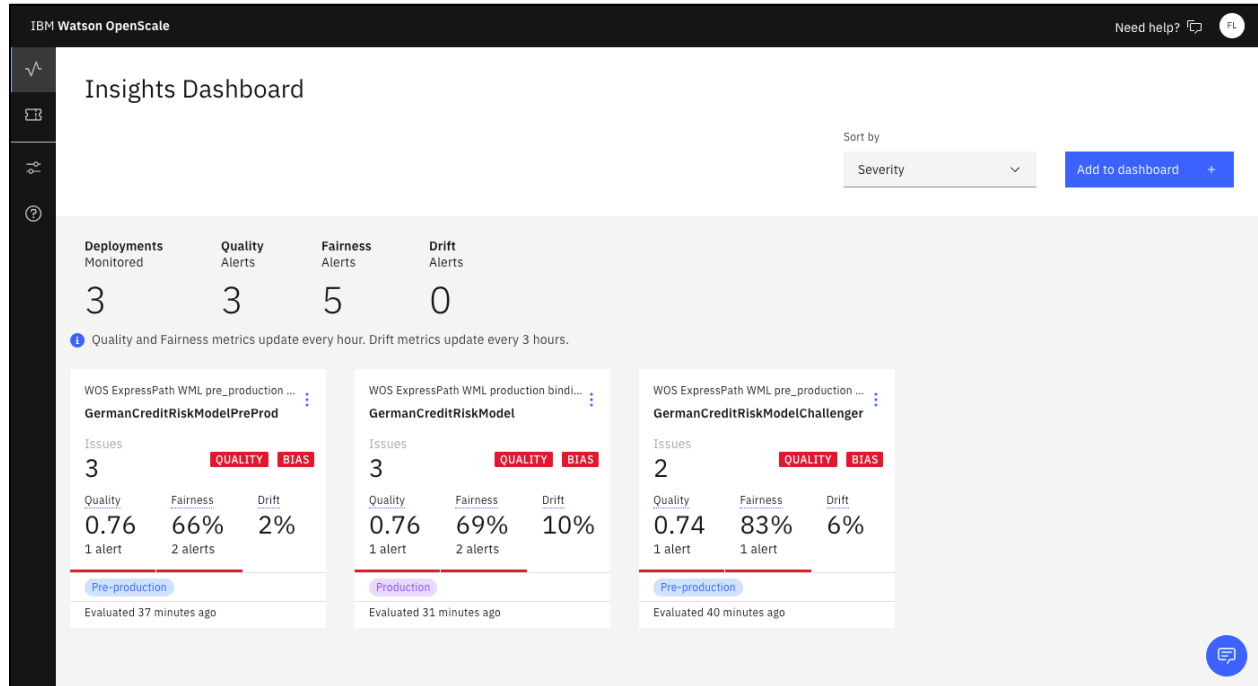 IBM Watson OpenScale
Need help?
FL
Insights Dashboard
Sort by
Severity
Add to dashboard +
Deployments Quality Fairness Drift
Monitored Alerts Alerts Alerts
3 3 5 0
Quality and Fairness metrics update every hour. Drift metrics update every 3 hours.
WOS ExpressPath WML pre_production ...
GermanCreditRiskModelPreProd
Issues
3 QUALITY BIAS
Quality Fairness Drift
0.76 66% 2%
1 alert 2 alerts
Pre-production
Evaluated 37 minutes ago
WOS ExpressPath WML production bindi...
GermanCreditRiskModel
Issues
3 QUALITY BIAS
Quality Fairness Drift
0.76 69% 10%
1 alert 2 alerts
Production
Evaluated 31 minutes ago
WOS ExpressPath WML pre_production ...
GermanCreditRiskModelChallenger
Issues
2 QUALITY BIAS
Quality Fairness Drift
0.74 83% 6%
1 alert 1 alert
Pre-production
Evaluated 40 minutes ago